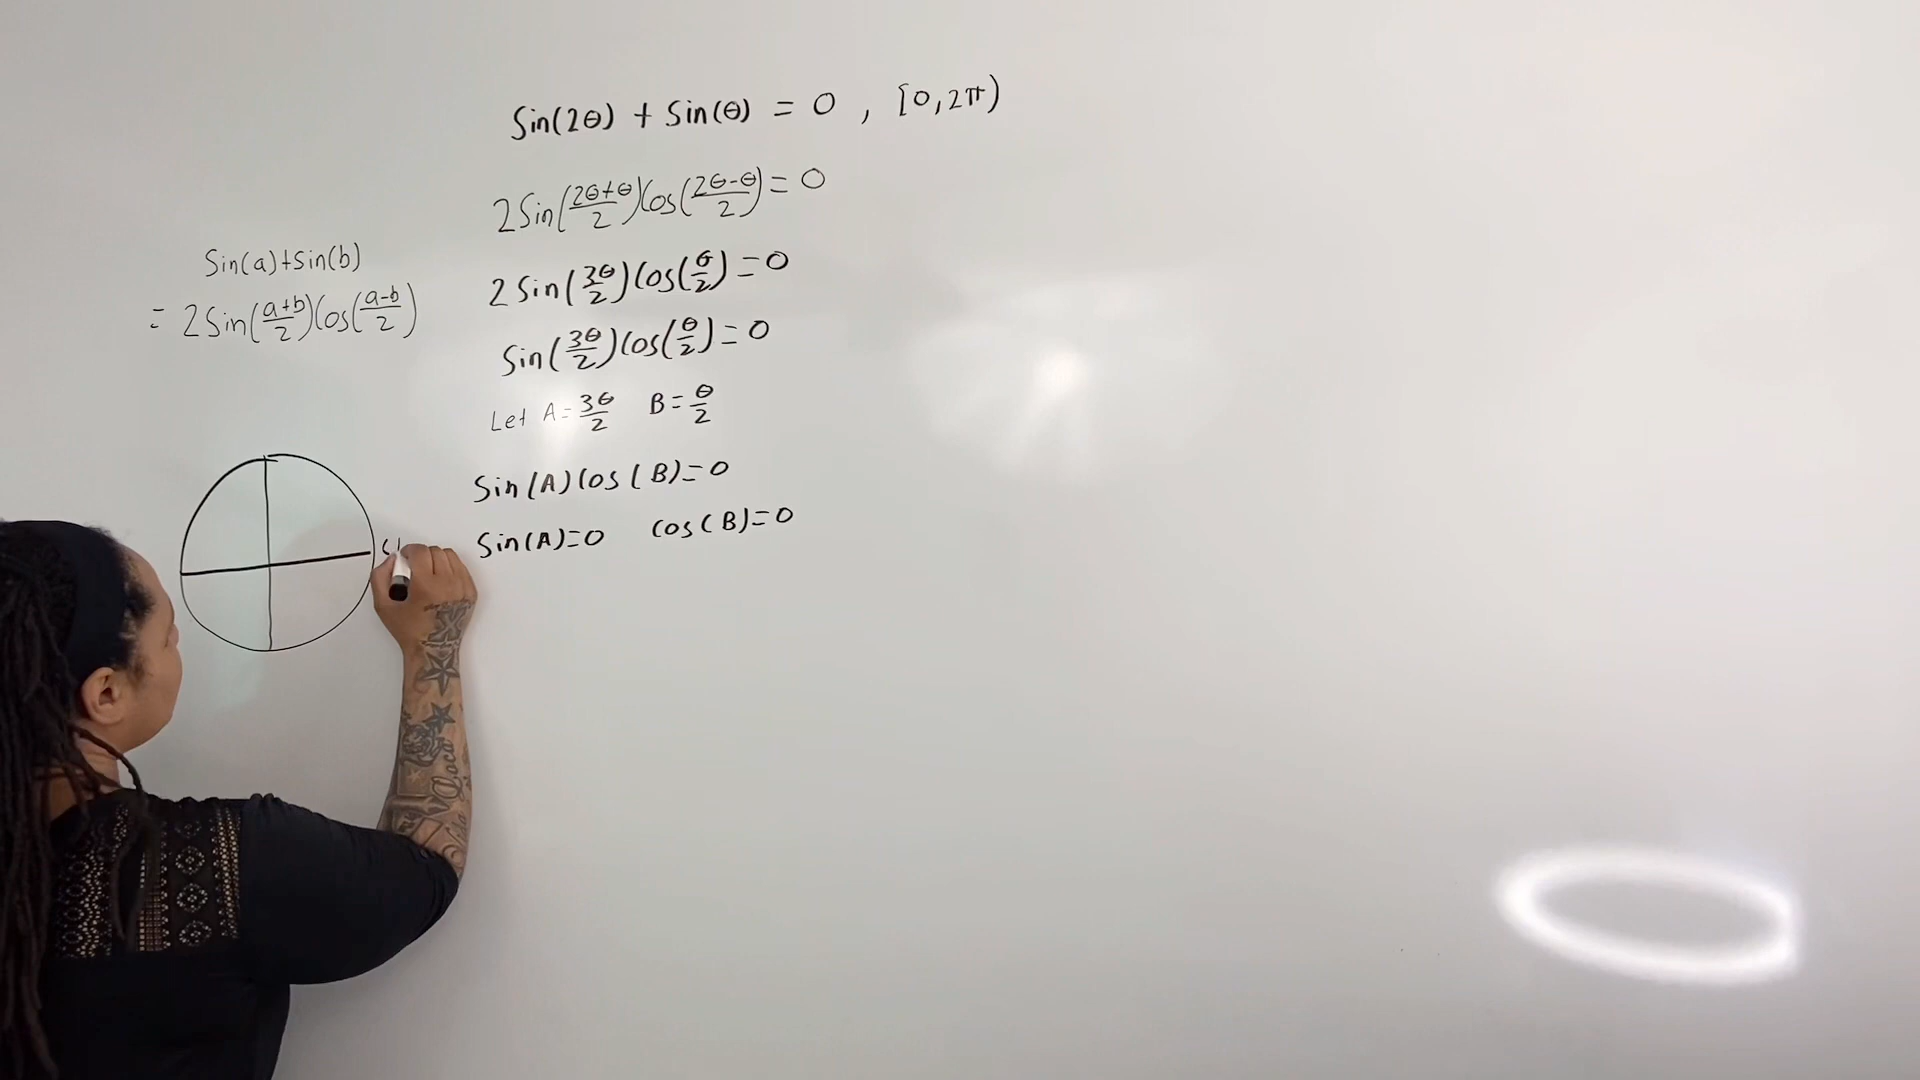 Sin(2θ) + Sin(θ) = 0 , [0,2π)
2Sin((2θ+θ)/2)Cos((2θ-θ)/2)=0
Sin(a)+Sin(b)
= 2Sin((a+b)/2)Cos((a-b)/2)
2 Sin(3θ/2)Cos(θ/2)=0
Sin(3θ/2)Cos(θ/2)=0
Let A=3θ/2 B=θ/2
Sin(A)Cos(B)=0
Sin(A)=0 Cos(B)=0